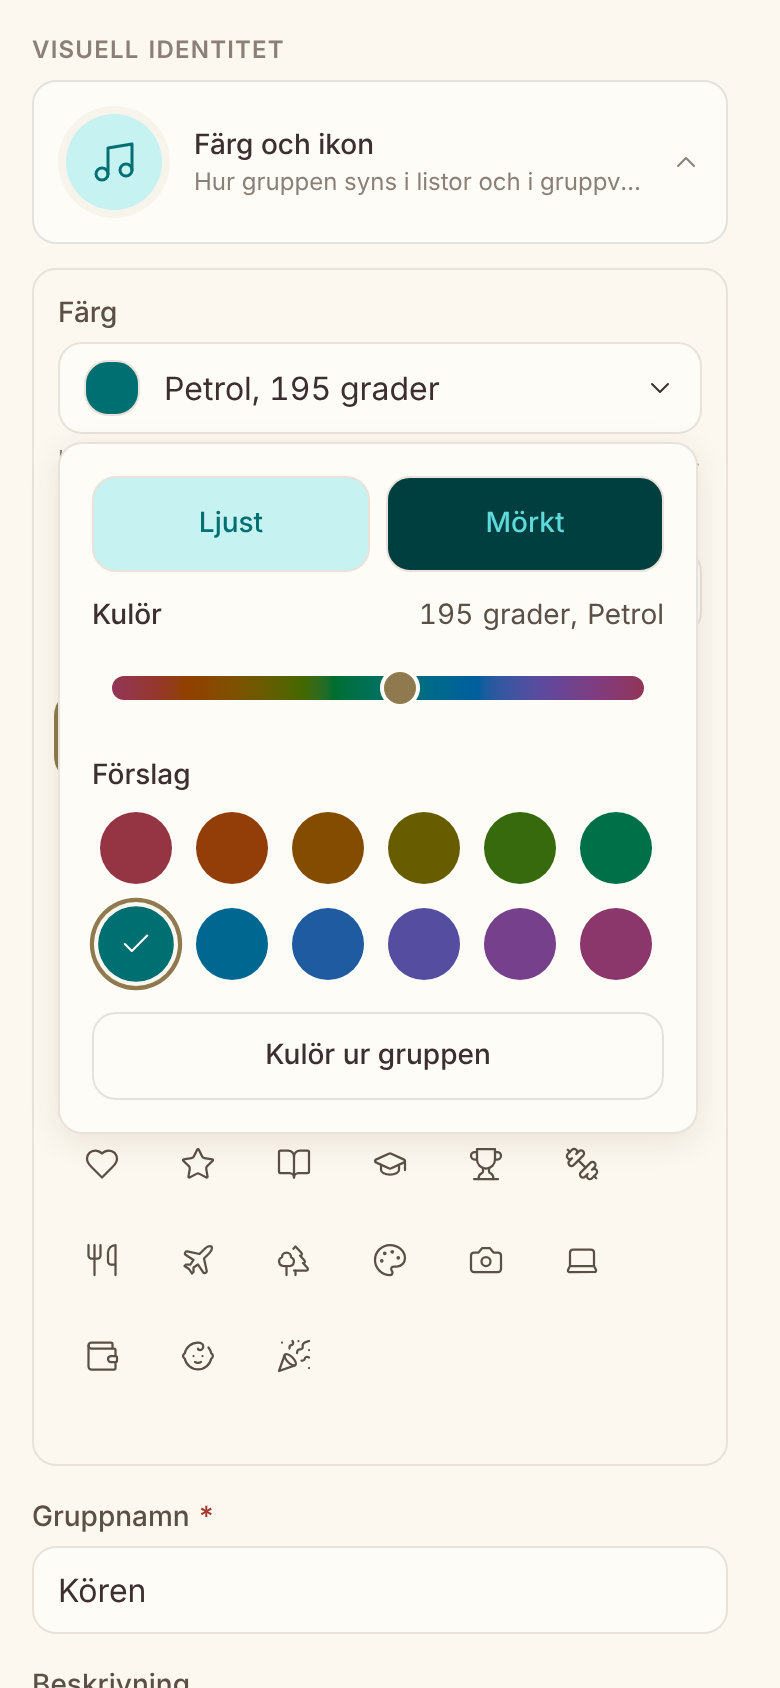 VISUELL IDENTITET
Färg och ikon
Hur gruppen syns i listor och i gruppv...
Färg
Petrol, 195 grader
Ljust
Mörkt
Kulör
195 grader, Petrol
Förslag
Kulör ur gruppen
Gruppnamn *
Kören
Beskrivning